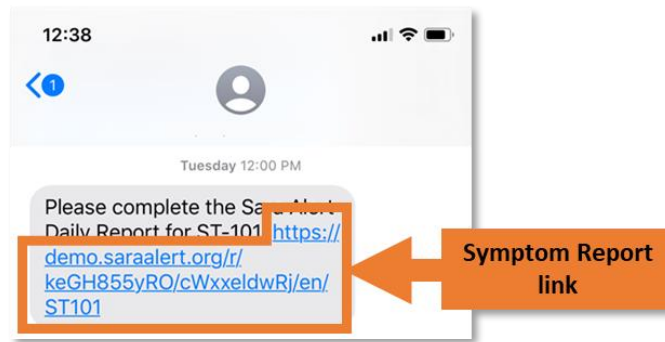 12:38
1
Tuesday 12:00 PM
Please complete the Sara Alert
Daily Report for ST-101 https://
demo.saraalert.org/r/
keGH855yRO/cWxxeldwRj/en/
ST101
Symptom Report
link